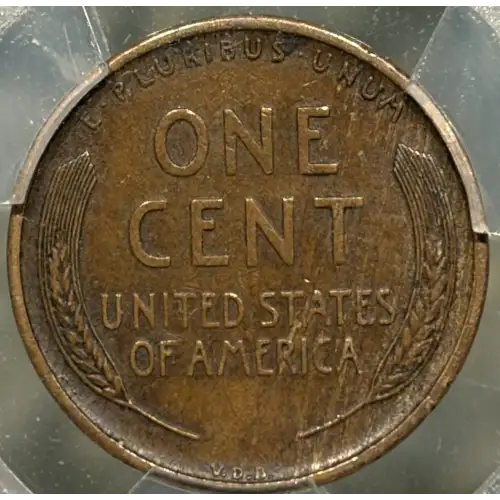 E · PLURIBUS · UNUM
ONE
CENT
UNITED STATES
OF AMERICA
V.D.B.